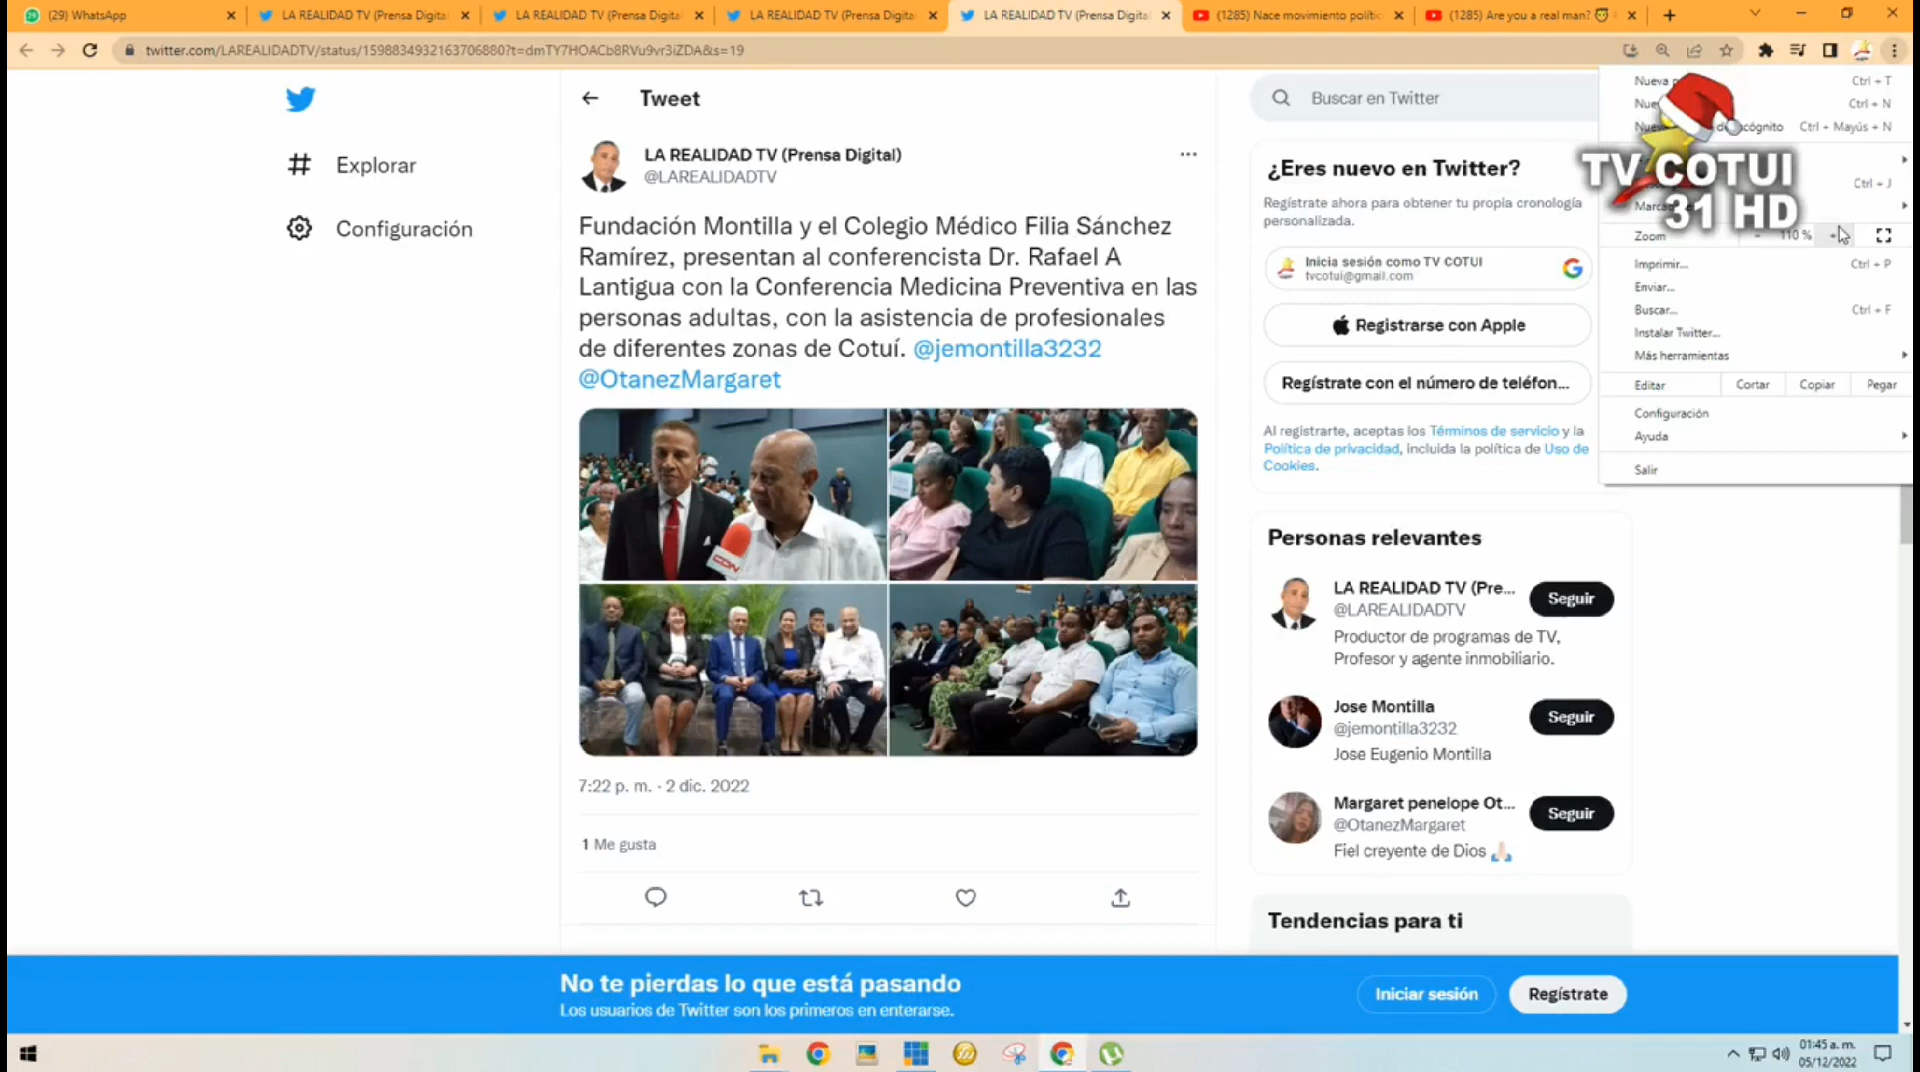 (29) WhatsApp
LA REALIDAD TV (Prensa Digital
LA REALIDAD TV (Prensa Digita
LA REALIDAD TV (Prensa Digita
LA REALIDAD TV (Prensa Digital
(1285) Nace movimiento polític
(1285) Are you a real man?
twitter.com/LAREALIDADTV/status/1598834932163706880?t=dmTY7HOACb8RVu9vr3iZDA&s=19
Explorar
Configuración
Tweet
LA REALIDAD TV (Prensa Digital)
@LAREALIDADTV
Fundación Montilla y el Colegio Médico Filia Sánchez
Ramírez, presentan al conferencista Dr. Rafael A
Lantigua con la Conferencia Medicina Preventiva en las
personas adultas, con la asistencia de profesionales
de diferentes zonas de Cotuí. @jemontilla3232
@OtanezMargaret
CDN
7:22 p. m. · 2 dic. 2022
1 Me gusta
Buscar en Twitter
¿Eres nuevo en Twitter?
Regístrate ahora para obtener tu propia cronología
personalizada.
Inicia sesión como TV COTUI
tvcotui@gmail.com
Registrarse con Apple
Regístrate con el número de teléfon...
Al registrarte, aceptas los Términos de servicio y la
Política de privacidad, incluida la política de Uso de
Cookies.
Personas relevantes
LA REALIDAD TV (Pre...
@LAREALIDADTV
Seguir
Productor de programas de TV,
Profesor y agente inmobiliario.
Jose Montilla
@jemontilla3232
Seguir
Jose Eugenio Montilla
Margaret penelope Ot...
@OtanezMargaret
Seguir
Fiel creyente de Dios
Tendencias para ti
Nueva Ctrl + T
Ctrl + N
incógnito Ctrl + Mayús + N
Ctrl + J
TV COTUI
31 HD
Zoom - 110 % +
Imprimir... Ctrl + P
Enviar...
Buscar... Ctrl + F
Instalar Twitter...
Más herramientas
Editar Cortar Copiar Pegar
Configuración
Ayuda
Salir
No te pierdas lo que está pasando
Los usuarios de Twitter son los primeros en enterarse.
Iniciar sesión
Regístrate
01:45 a. m.
05/12/2022